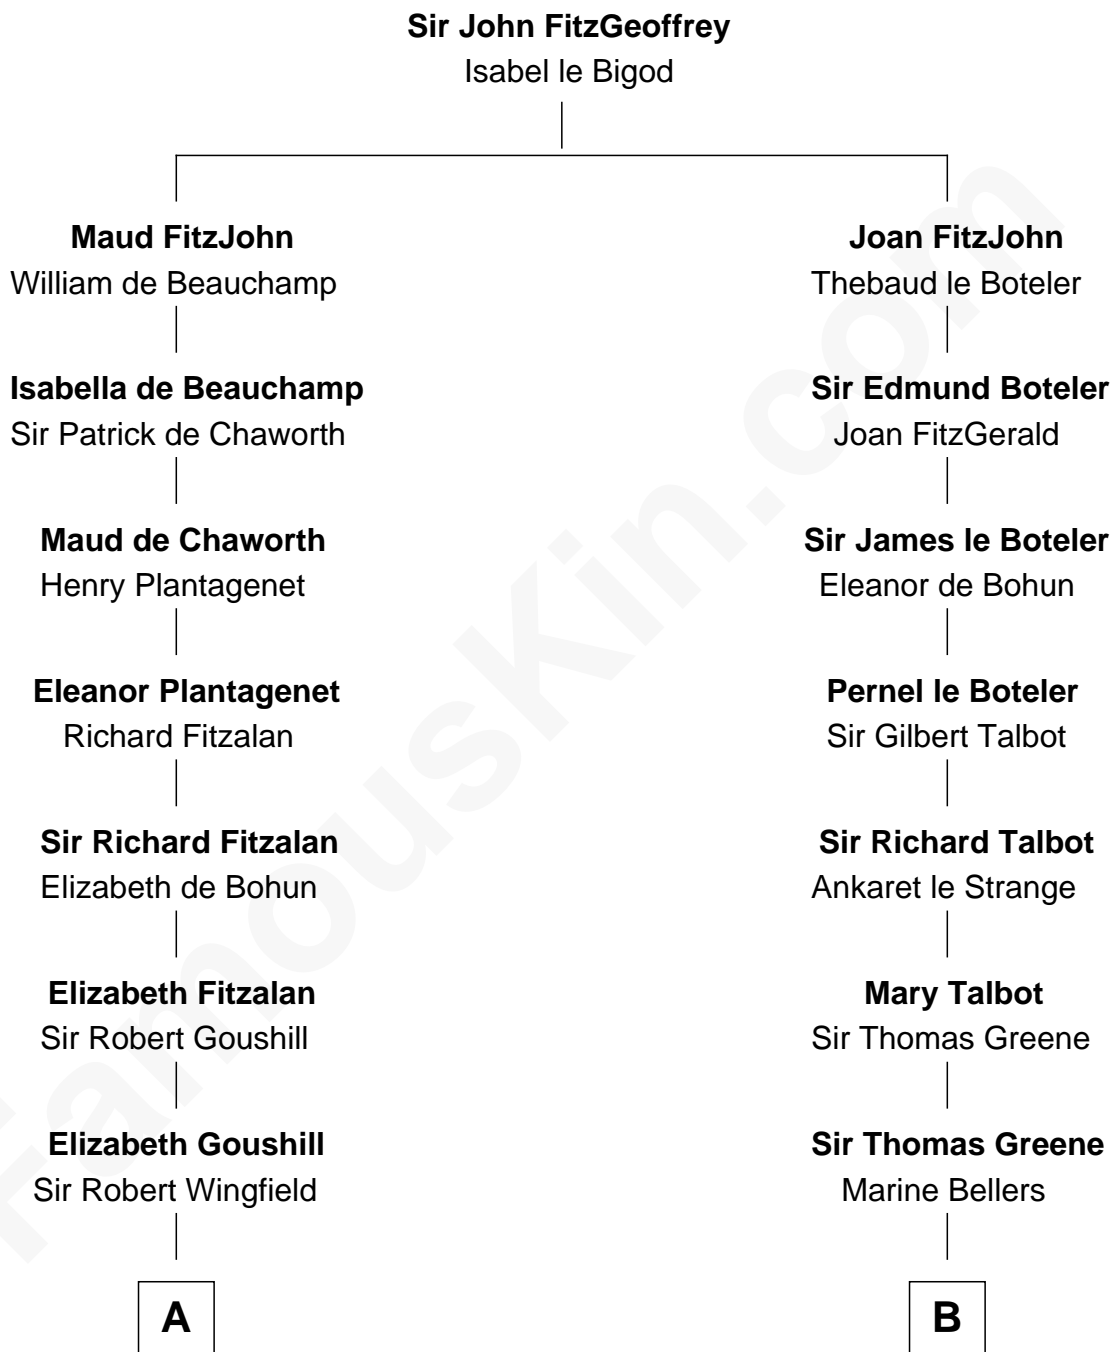 Sir John FitzGeoffrey
Isabel le Bigod
Maud FitzJohn
William de Beauchamp
Joan FitzJohn
Thebaud le Boteler
Isabella de Beauchamp
Sir Patrick de Chaworth
Sir Edmund Boteler
Joan FitzGerald
Maud de Chaworth
Henry Plantagenet
Sir James le Boteler
Eleanor de Bohun
Eleanor Plantagenet
Richard Fitzalan
Pernel le Boteler
Sir Gilbert Talbot
Sir Richard Fitzalan
Elizabeth de Bohun
Sir Richard Talbot
Ankaret le Strange
Elizabeth Fitzalan
Sir Robert Goushill
Mary Talbot
Sir Thomas Greene
Elizabeth Goushill
Sir Robert Wingfield
Sir Thomas Greene
Marine Bellers
A
B
FamousKin.com